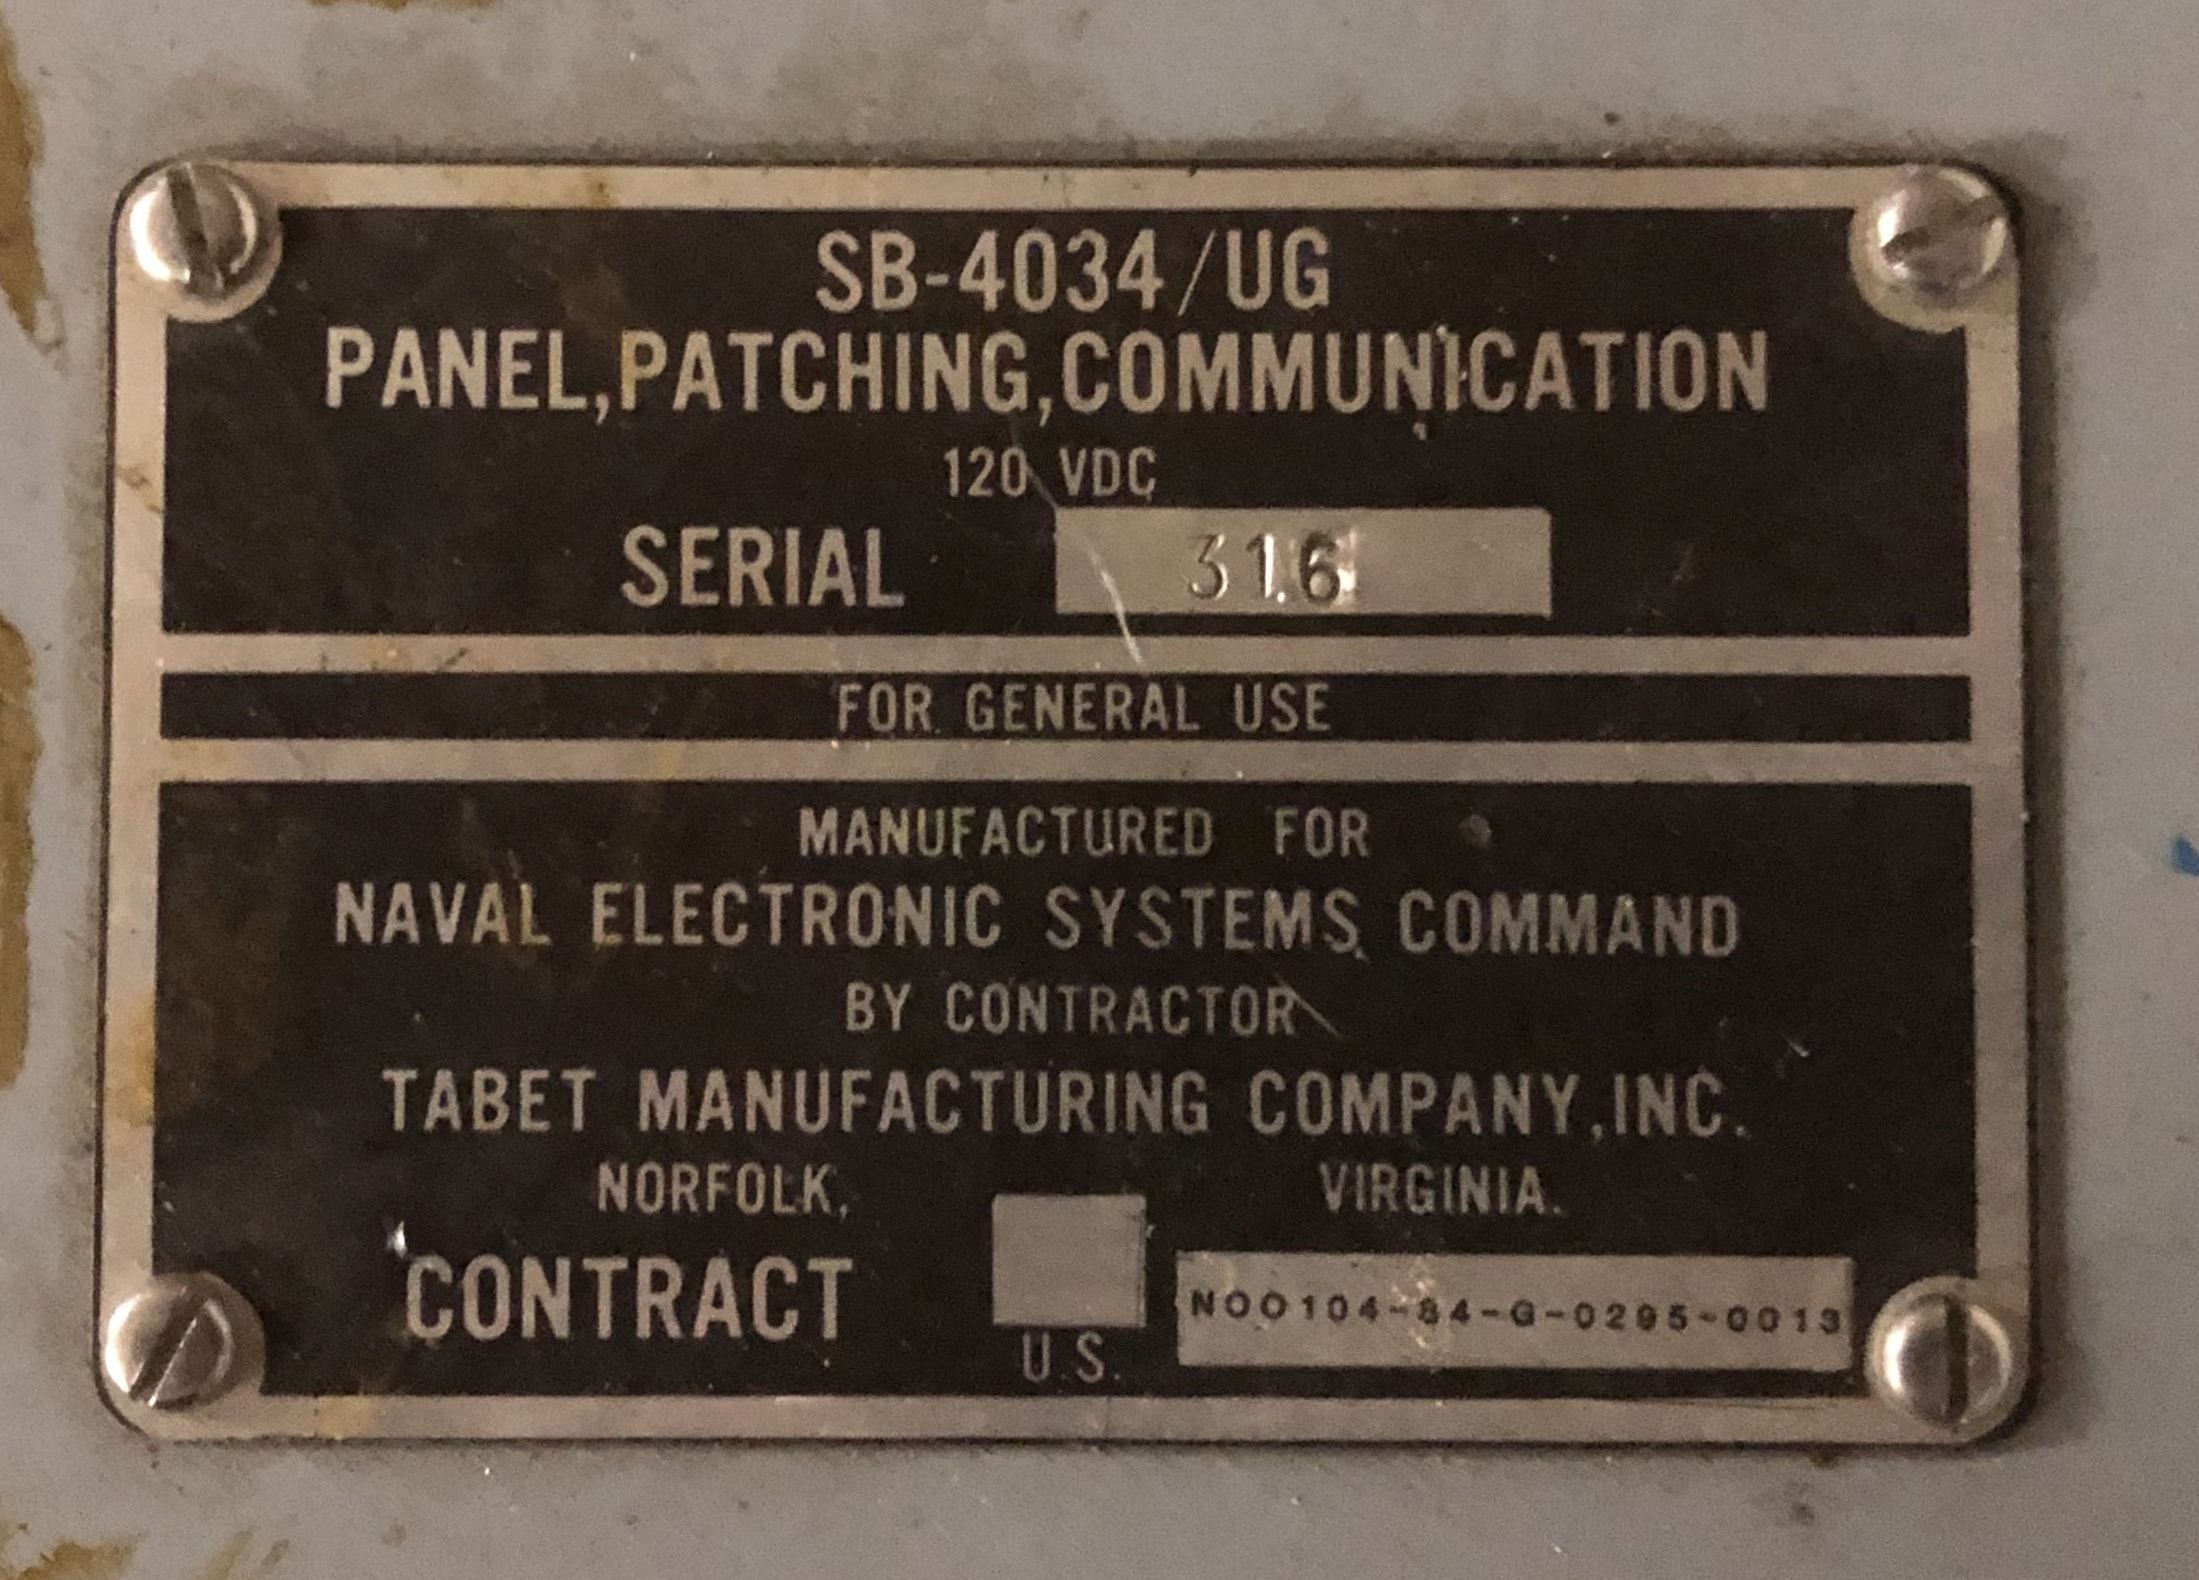 SB-4034/UG
PANEL,PATCHING,COMMUNICATION
120 VDC
SERIAL 316
FOR GENERAL USE
MANUFACTURED FOR
NAVAL ELECTRONIC SYSTEMS COMMAND
BY CONTRACTOR
TABET MANUFACTURING COMPANY,INC.
NORFOLK, VIRGINIA.
CONTRACT N00104-84-G-0295-0013
U.S.